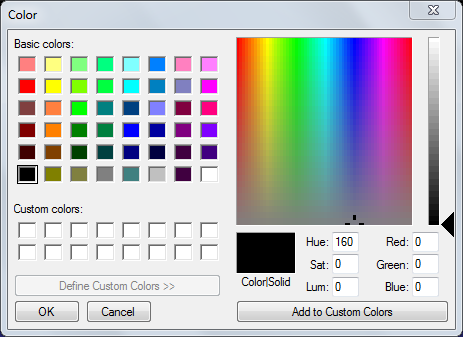 Color
Basic colors:
Custom colors:
Define Custom Colors >>
OK Cancel
Color|Solid
Hue: 160 Red: 0
Sat: 0 Green: 0
Lum: 0 Blue: 0
Add to Custom Colors